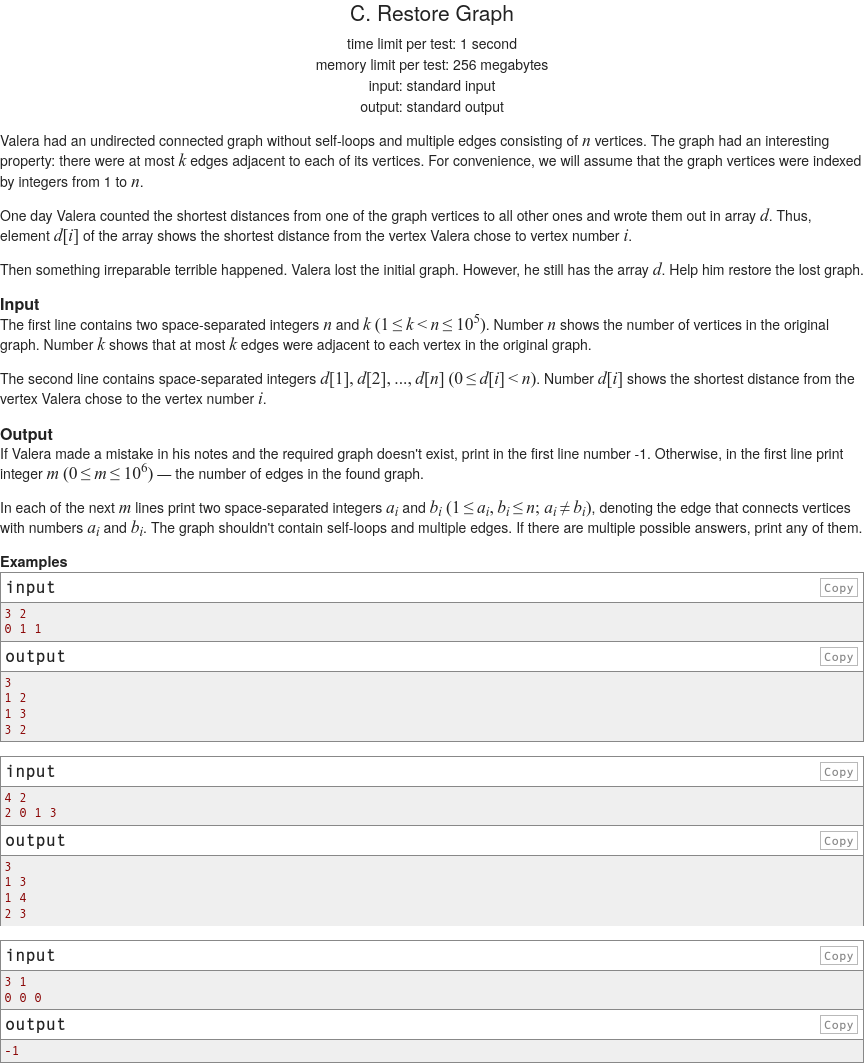 C. Restore Graph
time limit per test: 1 second
memory limit per test: 256 megabytes
input: standard input
output: standard output
Valera had an undirected connected graph without self-loops and multiple edges consisting of n vertices. The graph had an interesting
property: there were at most k edges adjacent to each of its vertices. For convenience, we will assume that the graph vertices were indexed
by integers from 1 to n.
One day Valera counted the shortest distances from one of the graph vertices to all other ones and wrote them out in array d. Thus,
element d[i] of the array shows the shortest distance from the vertex Valera chose to vertex number i.
Then something irreparable terrible happened. Valera lost the initial graph. However, he still has the array d. Help him restore the lost graph.
Input
The first line contains two space-separated integers n and k (1 ≤ k < n ≤ 10^5). Number n shows the number of vertices in the original
graph. Number k shows that at most k edges were adjacent to each vertex in the original graph.
The second line contains space-separated integers d[1], d[2], ..., d[n] (0 ≤ d[i] < n). Number d[i] shows the shortest distance from the
vertex Valera chose to the vertex number i.
Output
If Valera made a mistake in his notes and the required graph doesn't exist, print in the first line number -1. Otherwise, in the first line print
integer m (0 ≤ m ≤ 10^6) — the number of edges in the found graph.
In each of the next m lines print two space-separated integers a_i and b_i (1 ≤ a_i, b_i ≤ n; a_i ≠ b_i), denoting the edge that connects vertices
with numbers a_i and b_i. The graph shouldn't contain self-loops and multiple edges. If there are multiple possible answers, print any of them.
Examples
input Copy
3 2
0 1 1
output Copy
3
1 2
1 3
3 2
input Copy
4 2
2 0 1 3
output Copy
3
1 3
1 4
2 3
input Copy
3 1
0 0 0
output Copy
-1